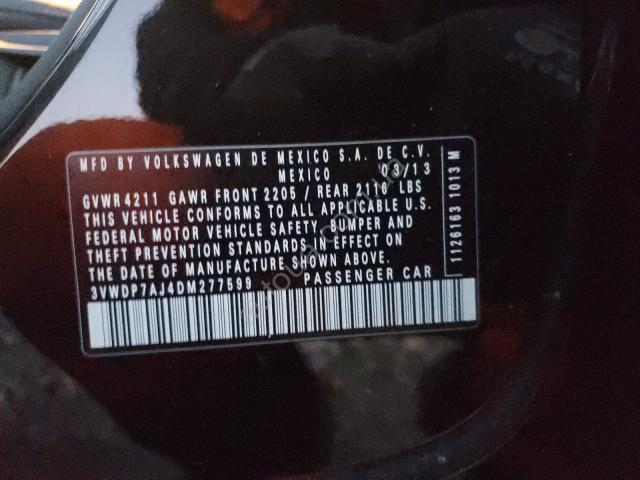 MFD BY VOLKSWAGEN DE MEXICO S.A. DE C.V.
MEXICO 03/13
GVWR 4211 GAWR FRONT 2205 / REAR 2116 LBS
THIS VEHICLE CONFORMS TO ALL APPLICABLE U.S.
FEDERAL MOTOR VEHICLE SAFETY, BUMPER AND
THEFT PREVENTION STANDARDS IN EFFECT ON
THE DATE OF MANUFACTURE SHOWN ABOVE.
3VWDP7AJ4DM277599 PASSENGER CAR
1126163 1013 M